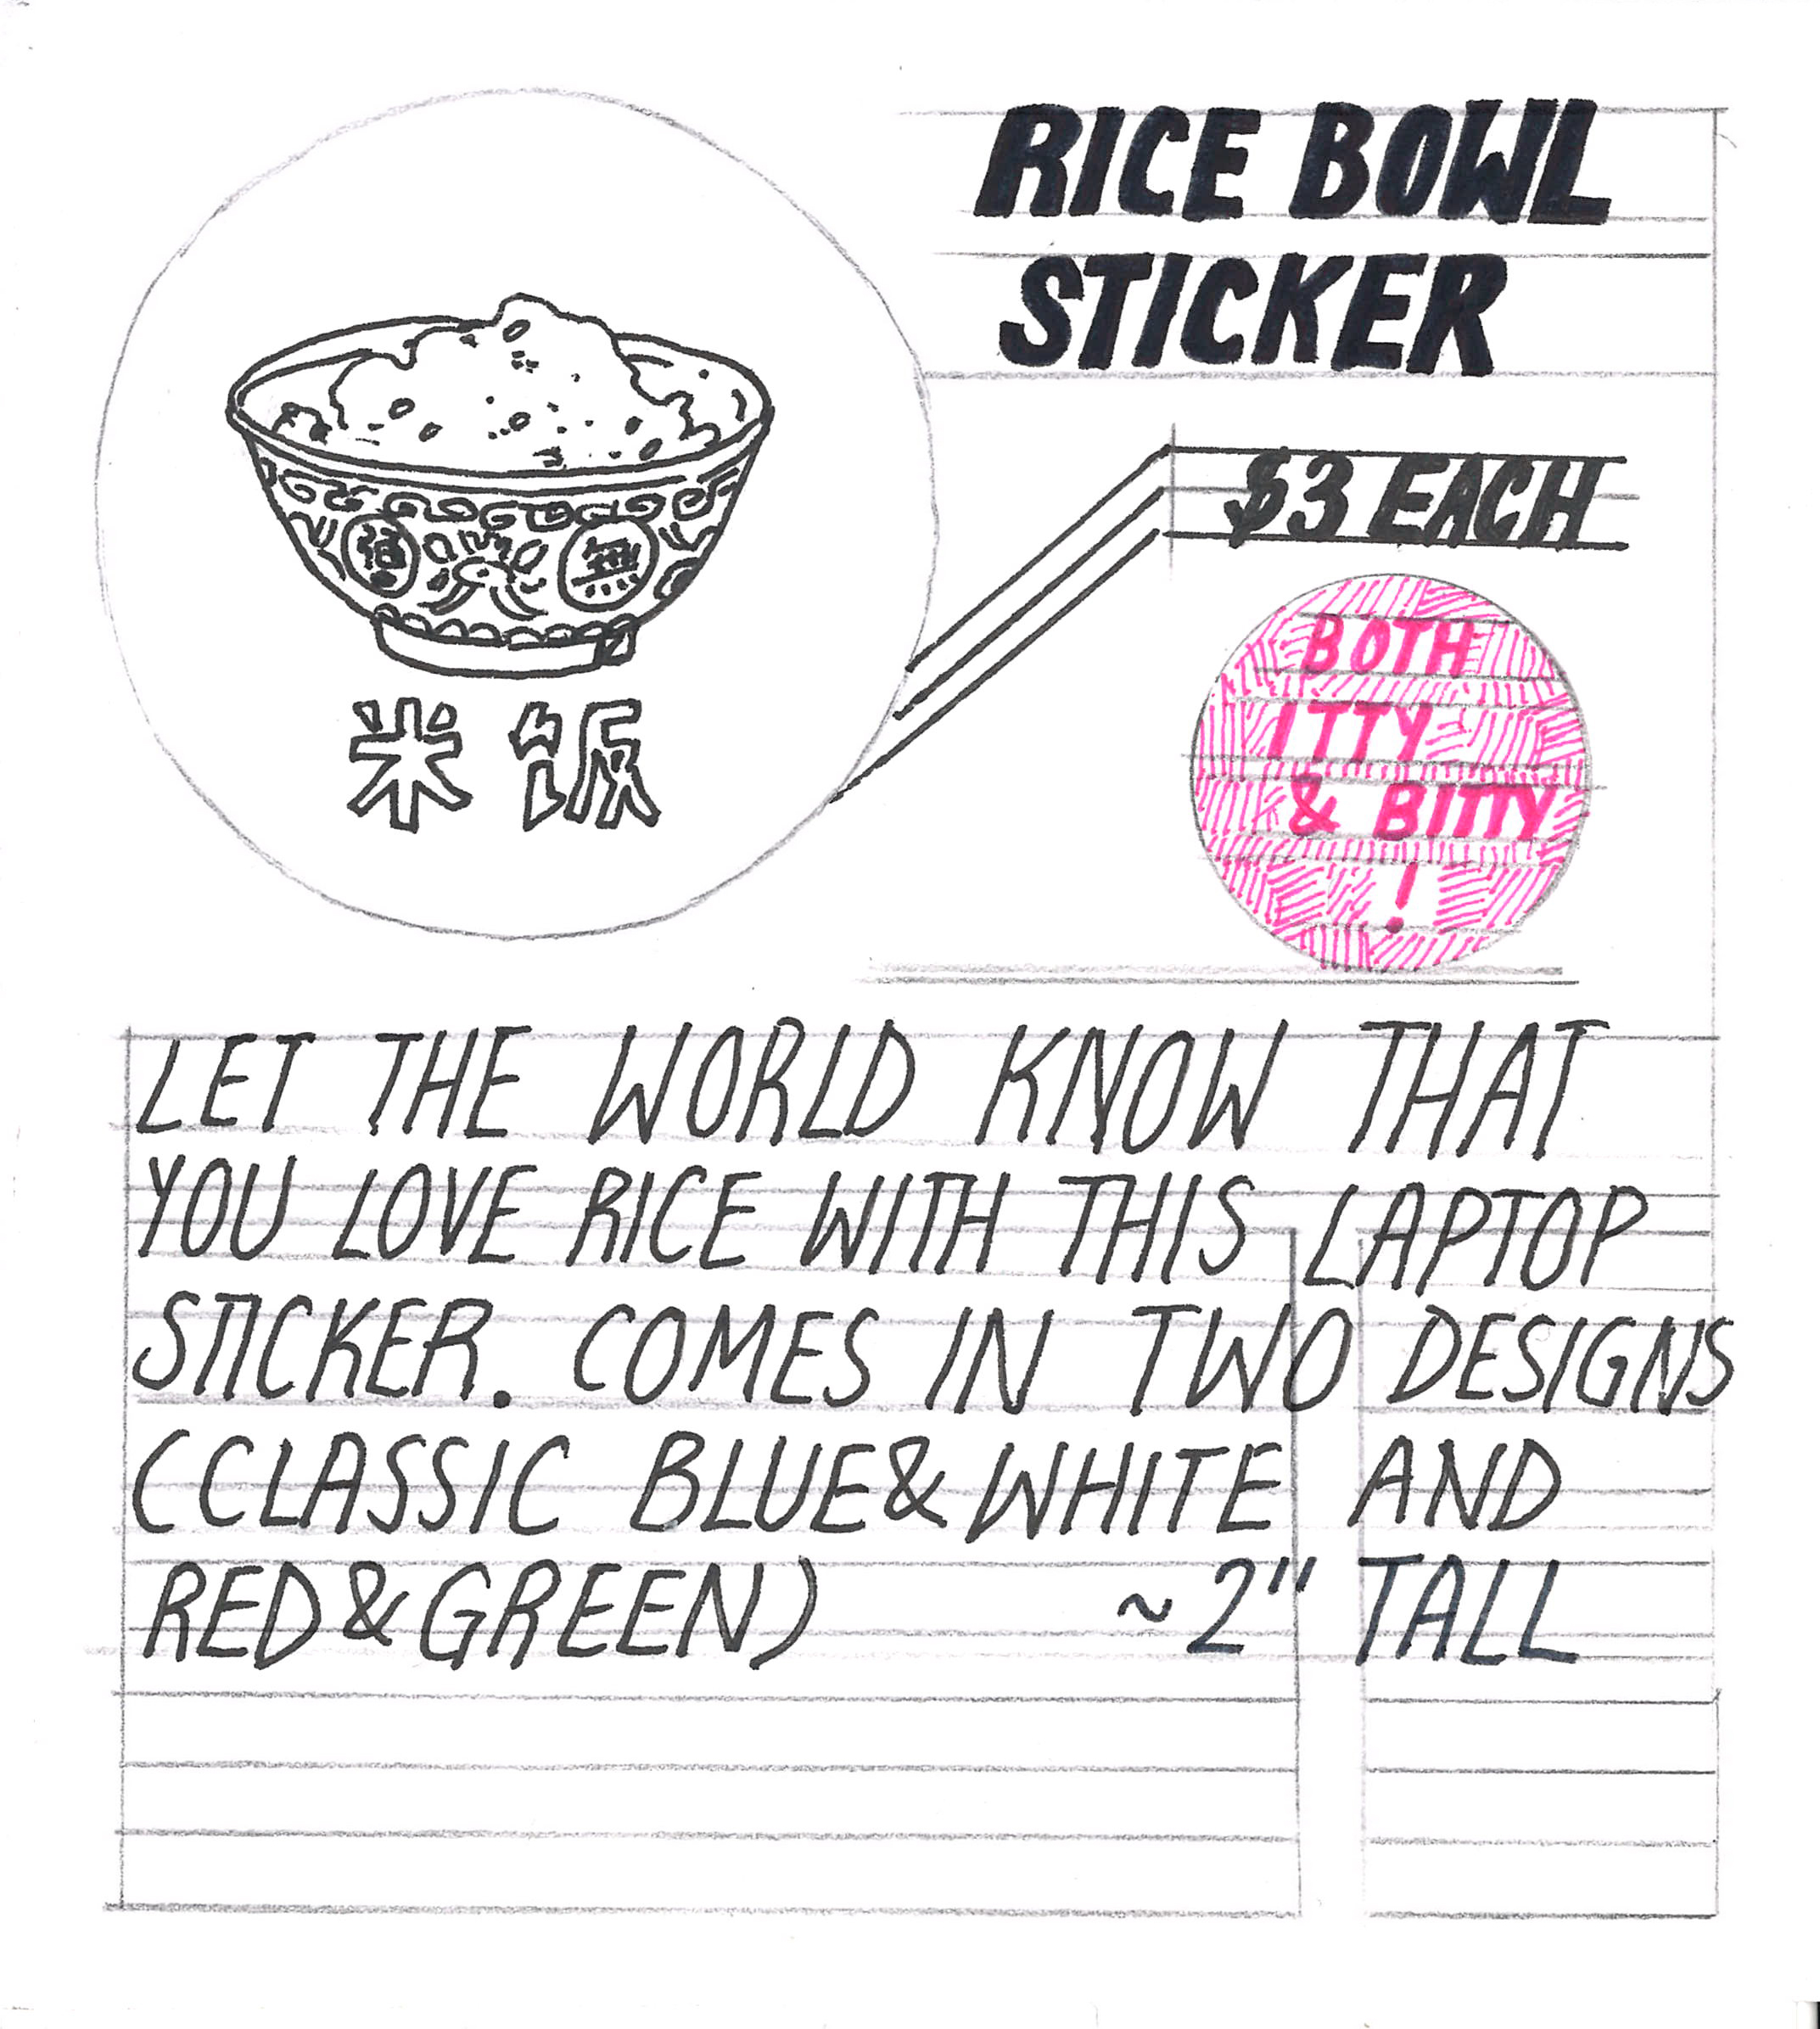 RICE BOWL
STICKER
$3 EACH
BOTH
ITTY
& BITTY
!
無
米飯
LET THE WORLD KNOW THAT
YOU LOVE RICE WITH THIS LAPTOP
STICKER. COMES IN TWO DESIGNS
(CLASSIC BLUE&WHITE AND
RED&GREEN) ~2" TALL